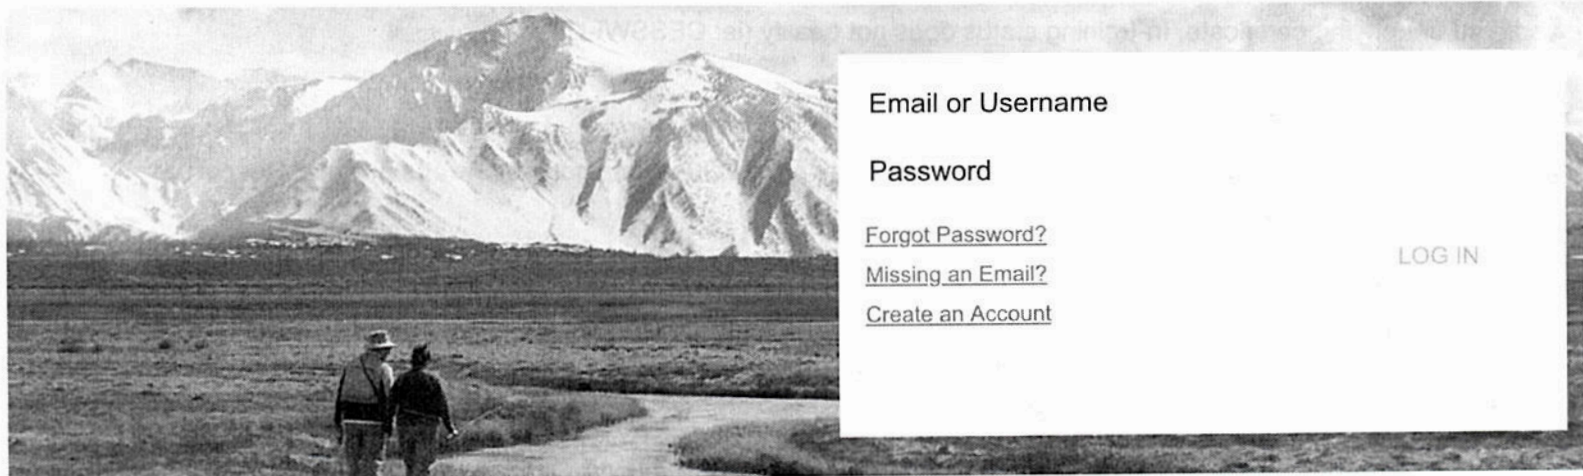 Email or Username
Password
Forgot Password?
Missing an Email?
LOG IN
Create an Account